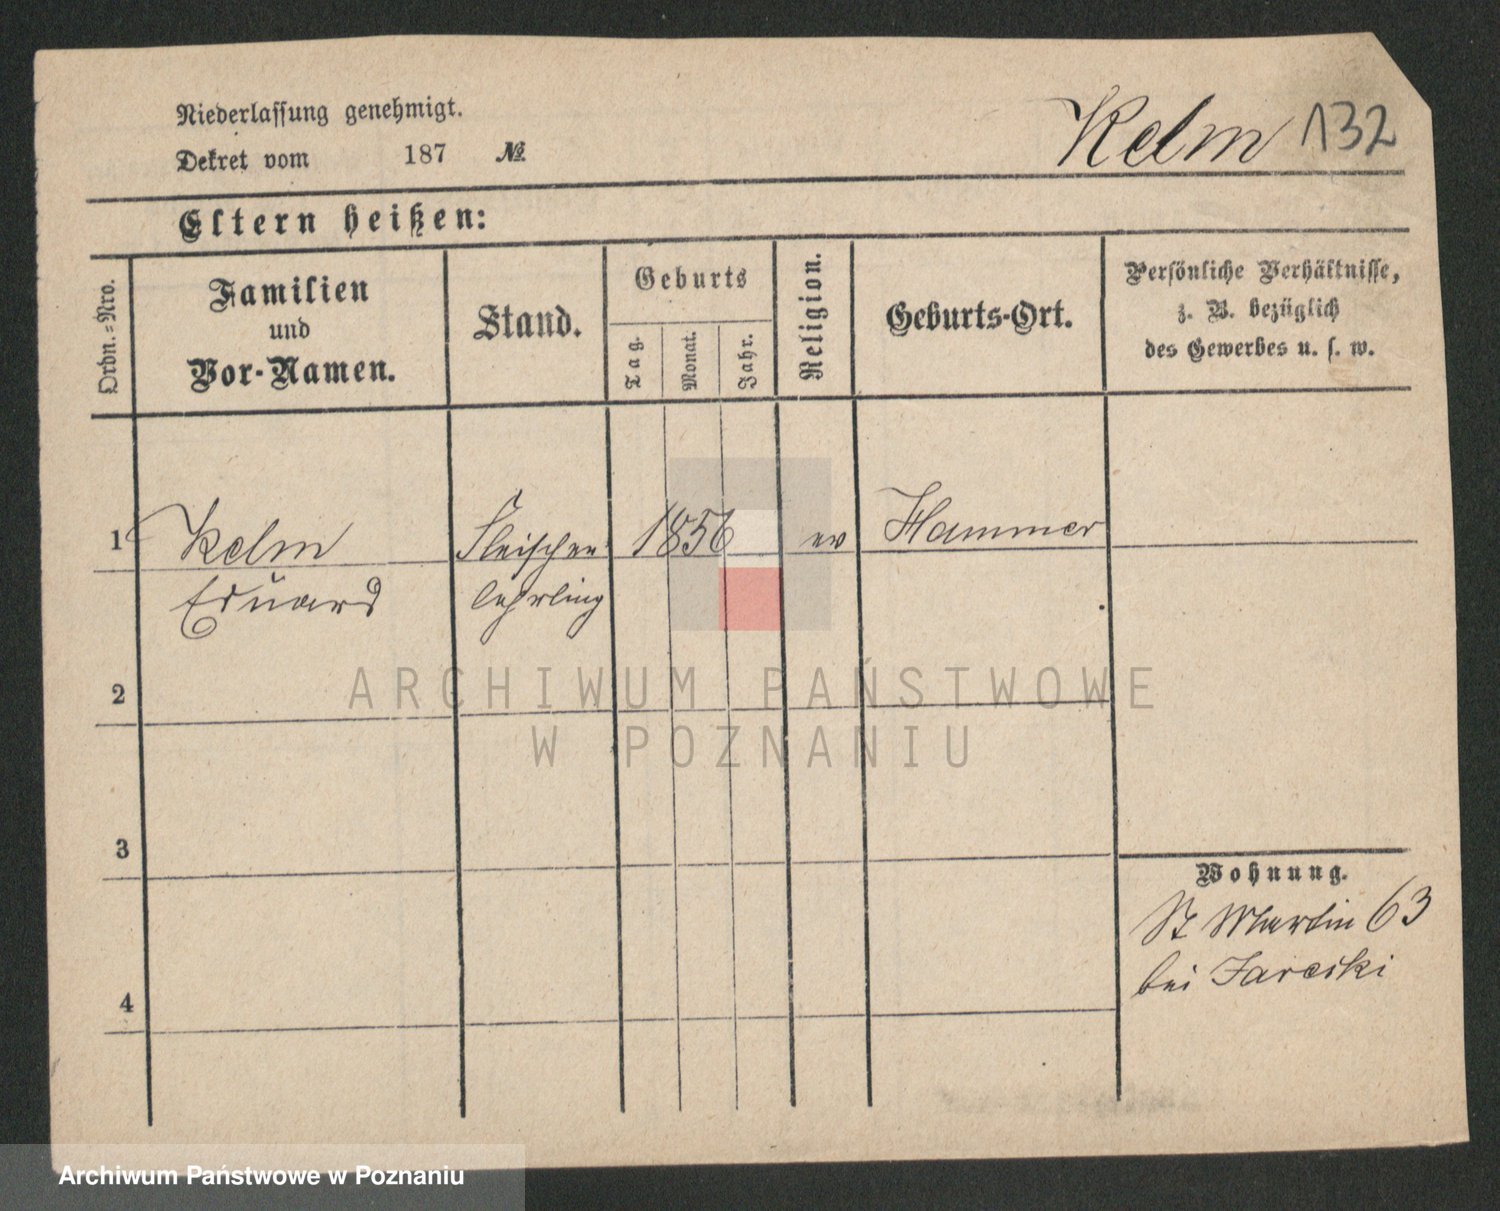 Niederlassung genehmigt.
Dekret vom 187 №
Kelm 132
Eltern heißen:
Ordn.=Nro.
Familien
und
Vor-Namen.
Stand.
Geburts
Tag.
Monat.
Jahr.
Religion.
Geburts-Ort.
Persönliche Verhältnisse,
z. B. bezüglich
des Gewerbes u. s. w.
1 Kelm Fleischer 1856 ev Hammer
Eduard lehrling
2
ARCHIWUM PAŃSTWOWE
W POZNANIU
3
Wohnung.
St Martin 63
bei Jareski
4
Archiwum Państwowe w Poznaniu